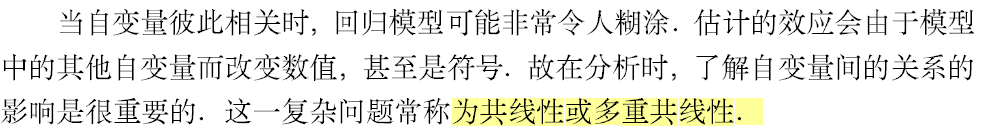 当自变量彼此相关时，回归模型可能非常令人糊涂．估计的效应会由于模型
中的其他自变量而改变数值，甚至是符号．故在分析时，了解自变量间的关系的
影响是很重要的．这一复杂问题常称为共线性或多重共线性．